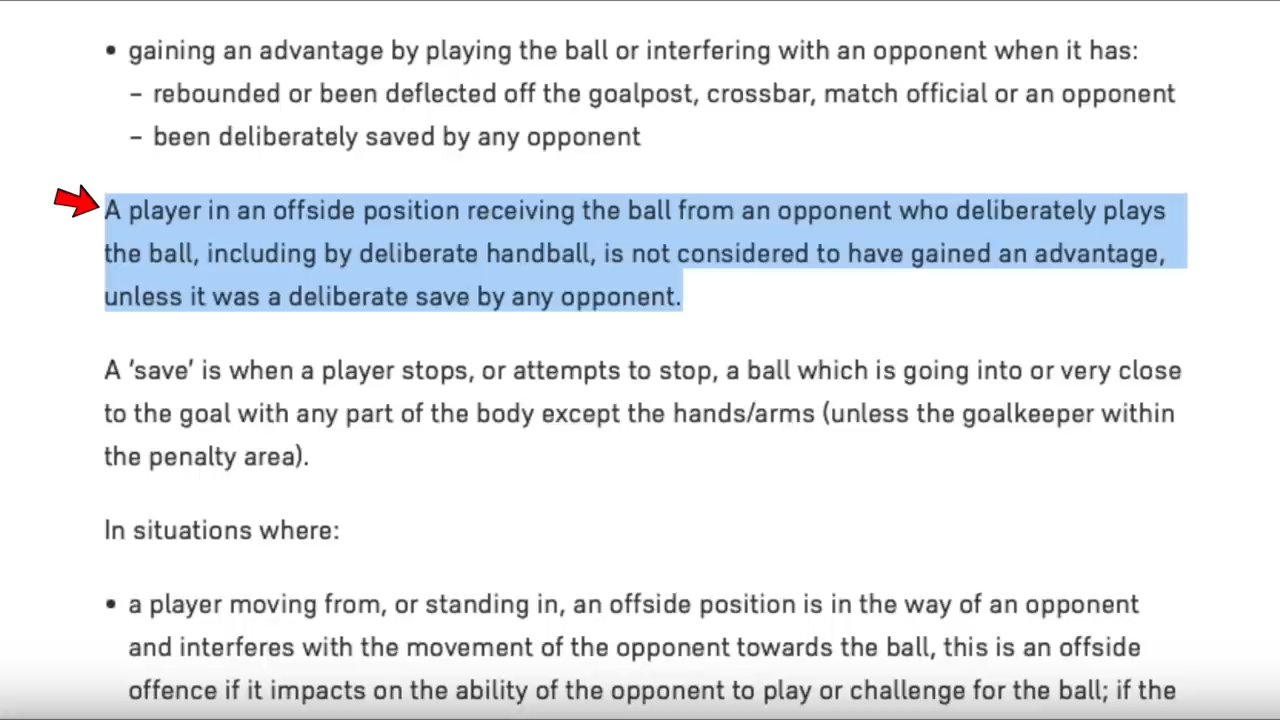 • gaining an advantage by playing the ball or interfering with an opponent when it has:
– rebounded or been deflected off the goalpost, crossbar, match official or an opponent
– been deliberately saved by any opponent
A player in an offside position receiving the ball from an opponent who deliberately plays
the ball, including by deliberate handball, is not considered to have gained an advantage,
unless it was a deliberate save by any opponent.
A ‘save’ is when a player stops, or attempts to stop, a ball which is going into or very close
to the goal with any part of the body except the hands/arms (unless the goalkeeper within
the penalty area).
In situations where:
• a player moving from, or standing in, an offside position is in the way of an opponent
and interferes with the movement of the opponent towards the ball, this is an offside
offence if it impacts on the ability of the opponent to play or challenge for the ball; if the